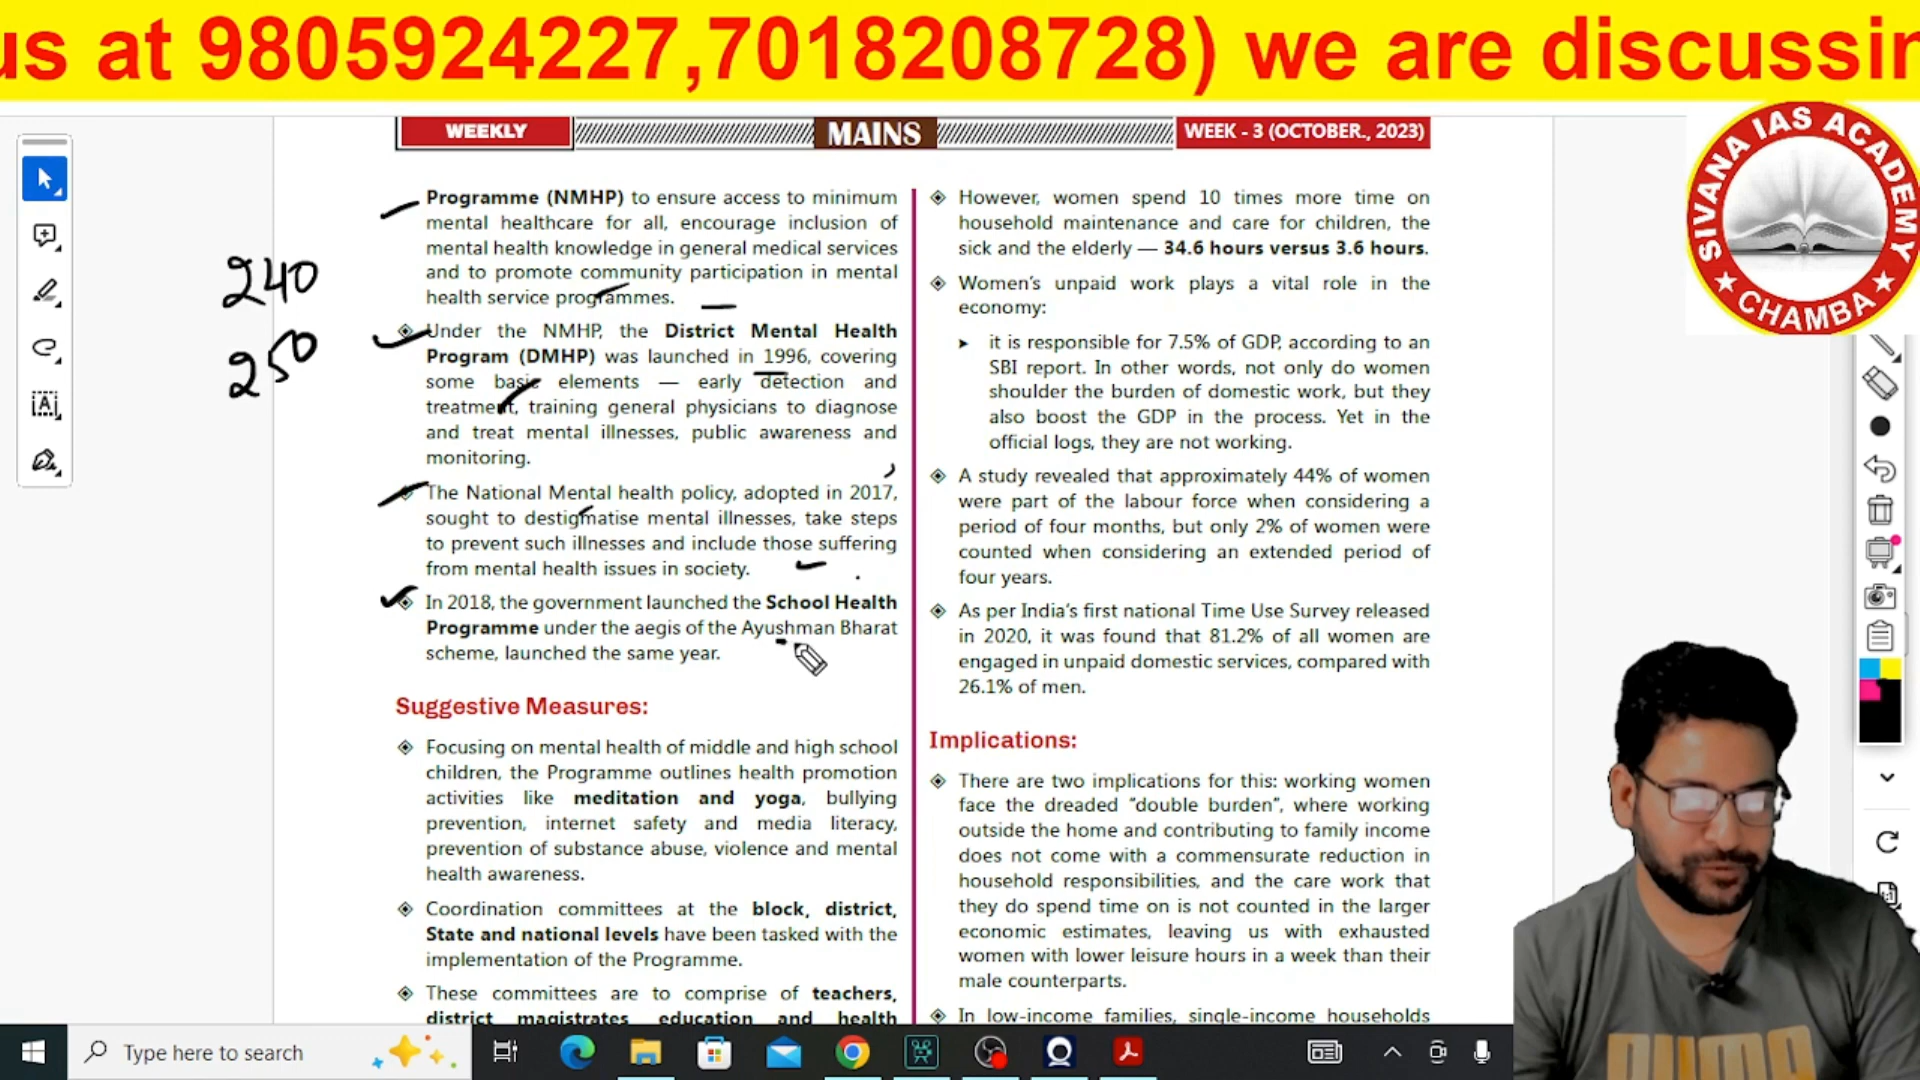 us at 9805924227,7018208728) we are discussin
WEEKLY
MAINS
WEEK - 3 (OCTOBER., 2023)
SIVANA IAS ACADEMY
CHAMBA
240
250
Programme (NMHP) to ensure access to minimum
mental healthcare for all, encourage inclusion of
mental health knowledge in general medical services
and to promote community participation in mental
health service programmes.
Under the NMHP, the District Mental Health
Program (DMHP) was launched in 1996, covering
some basic elements — early detection and
treatment, training general physicians to diagnose
and treat mental illnesses, public awareness and
monitoring.
The National Mental health policy, adopted in 2017,
sought to destigmatise mental illnesses, take steps
to prevent such illnesses and include those suffering
from mental health issues in society.
In 2018, the government launched the School Health
Programme under the aegis of the Ayushman Bharat
scheme, launched the same year.
Suggestive Measures:
Focusing on mental health of middle and high school
children, the Programme outlines health promotion
activities like meditation and yoga, bullying
prevention, internet safety and media literacy,
prevention of substance abuse, violence and mental
health awareness.
Coordination committees at the block, district,
State and national levels have been tasked with the
implementation of the Programme.
These committees are to comprise of teachers,
district magistrates, education and health
However, women spend 10 times more time on
household maintenance and care for children, the
sick and the elderly — 34.6 hours versus 3.6 hours.
Women's unpaid work plays a vital role in the
economy:
it is responsible for 7.5% of GDP, according to an
SBI report. In other words, not only do women
shoulder the burden of domestic work, but they
also boost the GDP in the process. Yet in the
official logs, they are not working.
A study revealed that approximately 44% of women
were part of the labour force when considering a
period of four months, but only 2% of women were
counted when considering an extended period of
four years.
As per India's first national Time Use Survey released
in 2020, it was found that 81.2% of all women are
engaged in unpaid domestic services, compared with
26.1% of men.
Implications:
There are two implications for this: working women
face the dreaded "double burden", where working
outside the home and contributing to family income
does not come with a commensurate reduction in
household responsibilities, and the care work that
they do spend time on is not counted in the larger
economic estimates, leaving us with exhausted
women with lower leisure hours in a week than their
male counterparts.
In low-income families, single-income households
Type here to search